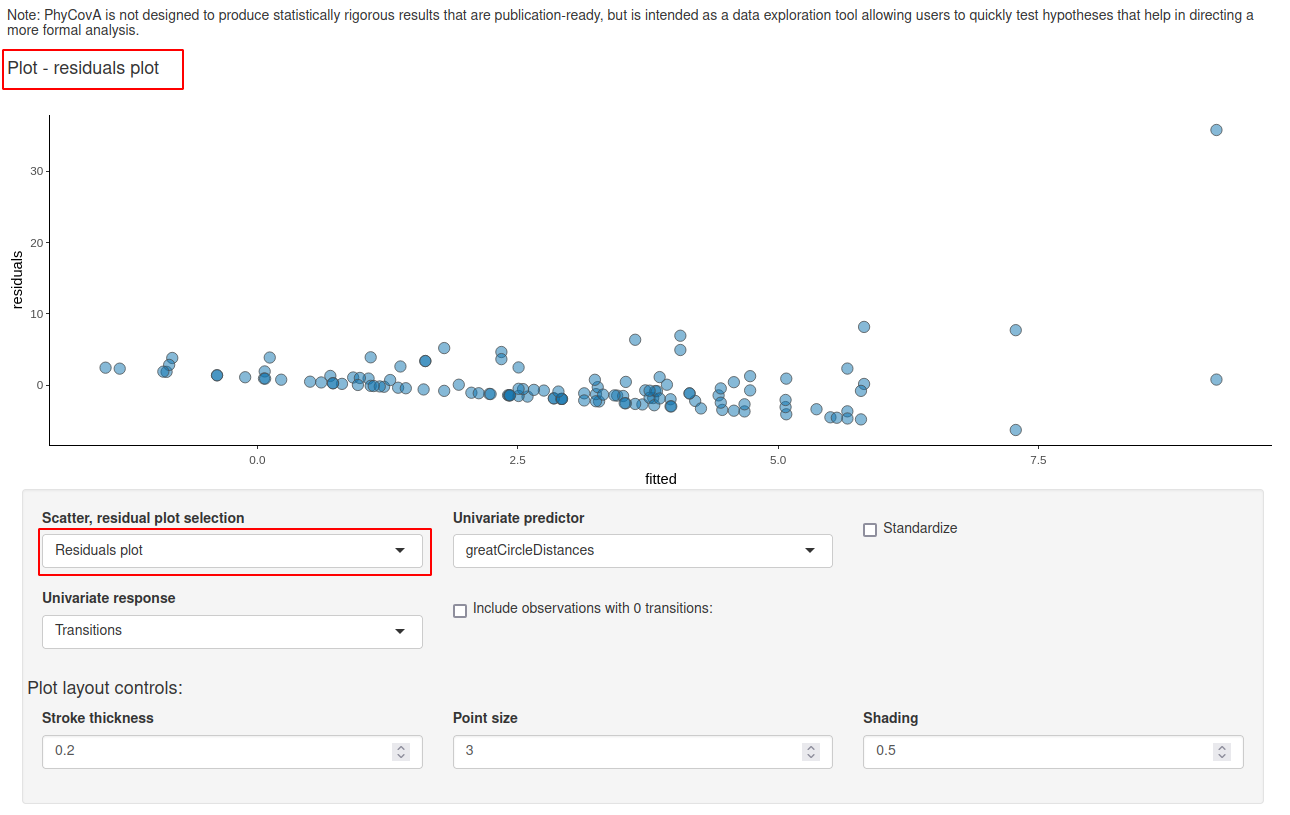 Note: PhyCovA is not designed to produce statistically rigorous results that are publication-ready, but is intended as a data exploration tool allowing users to quickly test hypotheses that help in directing a
more formal analysis.
Plot - residuals plot
residuals
30
20
10
0
0.0 2.5 5.0 7.5
fitted
Scatter, residual plot selection
Residuals plot
Univariate predictor
greatCircleDistances
Standardize
Univariate response
Transitions
Include observations with 0 transitions:
Plot layout controls:
Stroke thickness
0.2
Point size
3
Shading
0.5